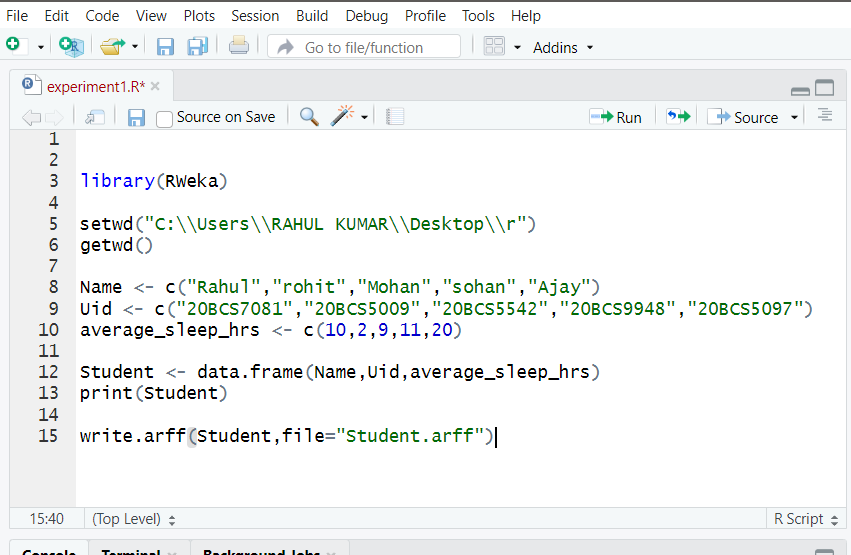 File Edit Code View Plots Session Build Debug Profile Tools Help
Go to file/function Addins
experiment1.R*
Source on Save Run Source
1
2
3 library(RWeka)
4
5 setwd("C:\\Users\\RAHUL KUMAR\\Desktop\\r")
6 getwd()
7
8 Name <- c("Rahul","rohit","Mohan","sohan","Ajay")
9 Uid <- c("20BCS7081","20BCS5009","20BCS5542","20BCS9948","20BCS5097")
10 average_sleep_hrs <- c(10,2,9,11,20)
11
12 Student <- data.frame(Name,Uid,average_sleep_hrs)
13 print(Student)
14
15 write.arff(Student,file="Student.arff")
15:40 (Top Level) R Script
Console Terminal Background Jobs